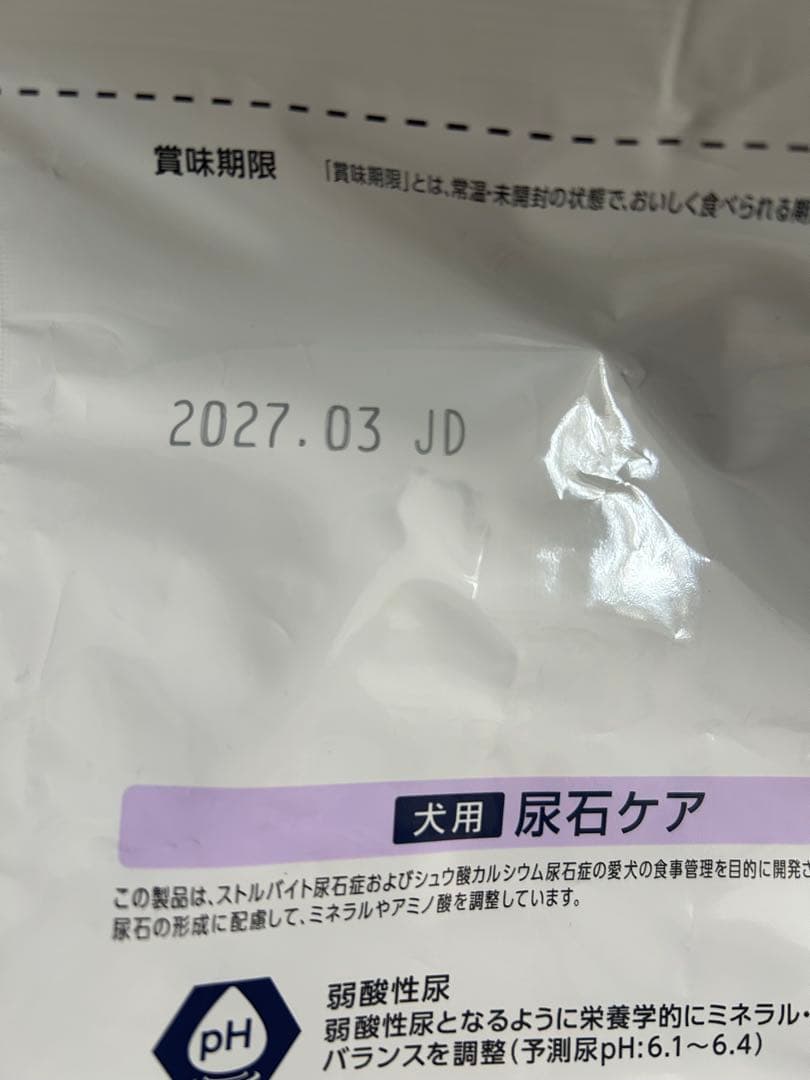 賞味期限
「賞味期限」とは、常温・未開封の状態で、おいしく食べられる期
2027.03 JD
犬用 尿石ケア
この製品は、ストルバイト尿石症およびシュウ酸カルシウム尿石症の愛犬の食事管理を目的に開発さ
尿石の形成に配慮して、ミネラルやアミノ酸を調整しています。
pH
弱酸性尿
弱酸性尿となるように栄養学的にミネラル・
バランスを調整（予測尿pH:6.1～6.4）